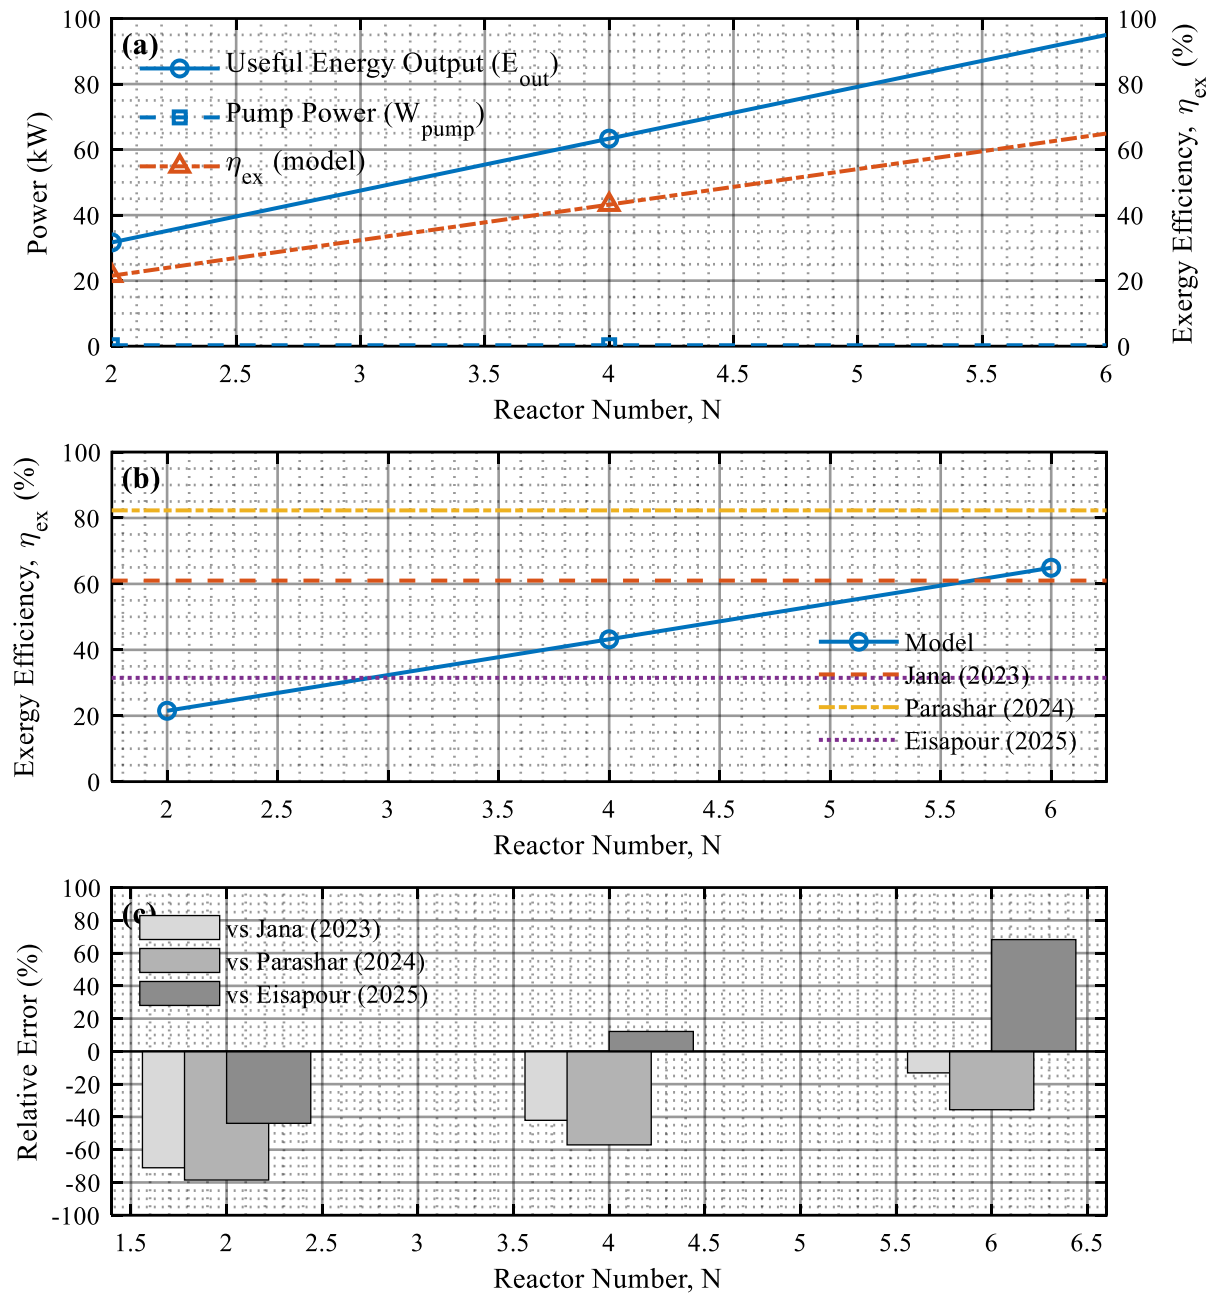 (a)
Useful Energy Output (E_out)
Pump Power (W_pump)
η_ex (model)
100
80
60
40
20
0
Power (kW)
100
80
60
40
20
0
Exergy Efficiency, η_ex (%)
2 2.5 3 3.5 4 4.5 5 5.5 6
Reactor Number, N
(b)
100
80
60
40
20
0
Exergy Efficiency, η_ex (%)
Model
Jana (2023)
Parashar (2024)
Eisapour (2025)
2 2.5 3 3.5 4 4.5 5 5.5 6
Reactor Number, N
(c)
vs Jana (2023)
vs Parashar (2024)
vs Eisapour (2025)
100
80
60
40
20
0
-20
-40
-60
-80
-100
Relative Error (%)
1.5 2 2.5 3 3.5 4 4.5 5 5.5 6 6.5
Reactor Number, N